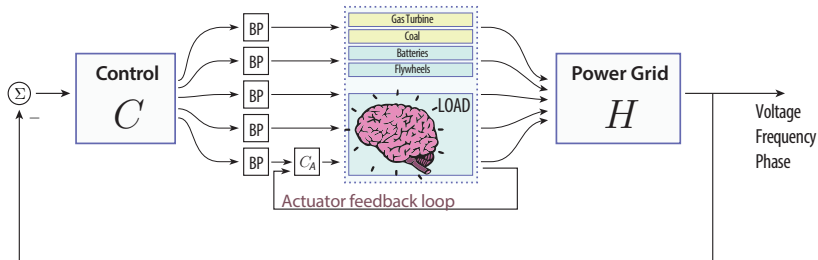 Control
C
Σ
−
BP
BP
BP
BP
BP
C_A
Gas Turbine
Coal
Batteries
Flywheels
LOAD
Actuator feedback loop
Power Grid
H
Voltage
Frequency
Phase